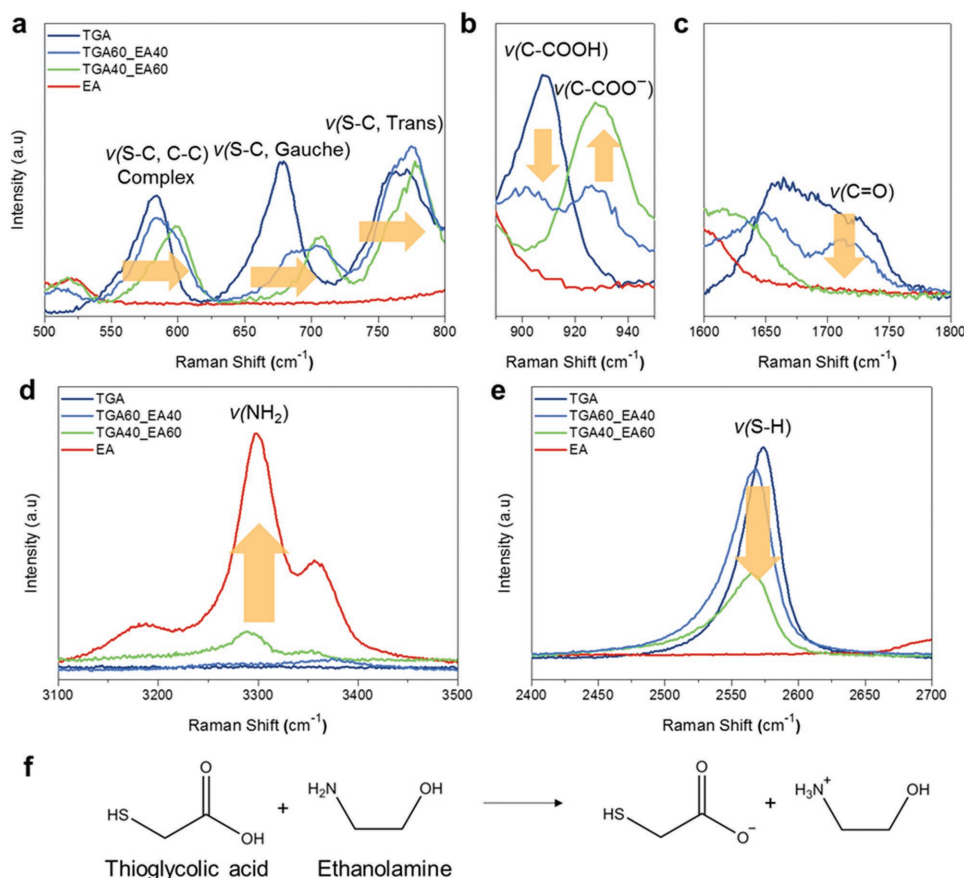 a
TGA
TGA60_EA40
TGA40_EA60
EA
ν(S-C, C-C)
Complex
ν(S-C, Gauche)
ν(S-C, Trans)
Intensity (a.u)
500 550 600 650 700 750 800
Raman Shift (cm⁻¹)
b
ν(C-COOH)
ν(C-COO⁻)
900 920 940
Raman Shift (cm⁻¹)
c
ν(C=O)
1600 1650 1700 1750 1800
Raman Shift (cm⁻¹)
d
TGA
TGA60_EA40
TGA40_EA60
EA
ν(NH₂)
Intensity (a.u)
3100 3200 3300 3400 3500
Raman Shift (cm⁻¹)
e
TGA
TGA60_EA40
TGA40_EA60
EA
ν(S-H)
Intensity (a.u)
2400 2450 2500 2550 2600 2650 2700
Raman Shift (cm⁻¹)
f
HS O OH + H₂N OH HS O O⁻ + H₃N⁺ OH
Thioglycolic acid Ethanolamine